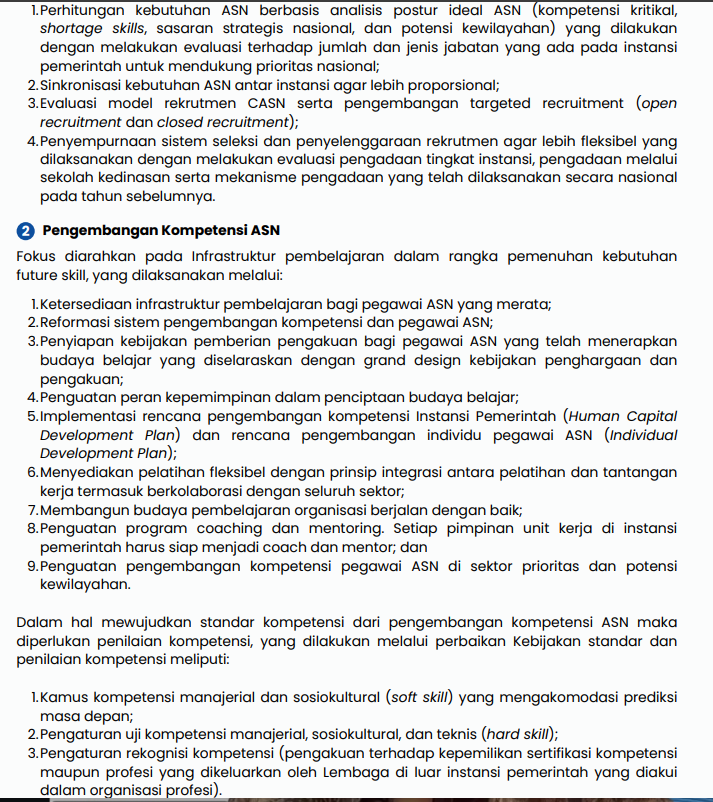 1.Perhitungan kebutuhan ASN berbasis analisis postur ideal ASN (kompetensi kritikal,
shortage skills, sasaran strategis nasional, dan potensi kewilayahan) yang dilakukan
dengan melakukan evaluasi terhadap jumlah dan jenis jabatan yang ada pada instansi
pemerintah untuk mendukung prioritas nasional;
2.Sinkronisasi kebutuhan ASN antar instansi agar lebih proporsional;
3.Evaluasi model rekrutmen CASN serta pengembangan targeted recruitment (open
recruitment dan closed recruitment);
4.Penyempurnaan sistem seleksi dan penyelenggaraan rekrutmen agar lebih fleksibel yang
dilaksanakan dengan melakukan evaluasi pengadaan tingkat instansi, pengadaan melalui
sekolah kedinasan serta mekanisme pengadaan yang telah dilaksanakan secara nasional
pada tahun sebelumnya.
2 Pengembangan Kompetensi ASN
Fokus diarahkan pada Infrastruktur pembelajaran dalam rangka pemenuhan kebutuhan
future skill, yang dilaksanakan melalui:
1.Ketersediaan infrastruktur pembelajaran bagi pegawai ASN yang merata;
2.Reformasi sistem pengembangan kompetensi dan pegawai ASN;
3.Penyiapan kebijakan pemberian pengakuan bagi pegawai ASN yang telah menerapkan
budaya belajar yang diselaraskan dengan grand design kebijakan penghargaan dan
pengakuan;
4.Penguatan peran kepemimpinan dalam penciptaan budaya belajar;
5.Implementasi rencana pengembangan kompetensi Instansi Pemerintah (Human Capital
Development Plan) dan rencana pengembangan individu pegawai ASN (Individual
Development Plan);
6.Menyediakan pelatihan fleksibel dengan prinsip integrasi antara pelatihan dan tantangan
kerja termasuk berkolaborasi dengan seluruh sektor;
7.Membangun budaya pembelajaran organisasi berjalan dengan baik;
8.Penguatan program coaching dan mentoring. Setiap pimpinan unit kerja di instansi
pemerintah harus siap menjadi coach dan mentor; dan
9.Penguatan pengembangan kompetensi pegawai ASN di sektor prioritas dan potensi
kewilayahan.
Dalam hal mewujudkan standar kompetensi dari pengembangan kompetensi ASN maka
diperlukan penilaian kompetensi, yang dilakukan melalui perbaikan Kebijakan standar dan
penilaian kompetensi meliputi:
1.Kamus kompetensi manajerial dan sosiokultural (soft skill) yang mengakomodasi prediksi
masa depan;
2.Pengaturan uji kompetensi manajerial, sosiokultural, dan teknis (hard skill);
3.Pengaturan rekognisi kompetensi (pengakuan terhadap kepemilikan sertifikasi kompetensi
maupun profesi yang dikeluarkan oleh Lembaga di luar instansi pemerintah yang diakui
dalam organisasi profesi).